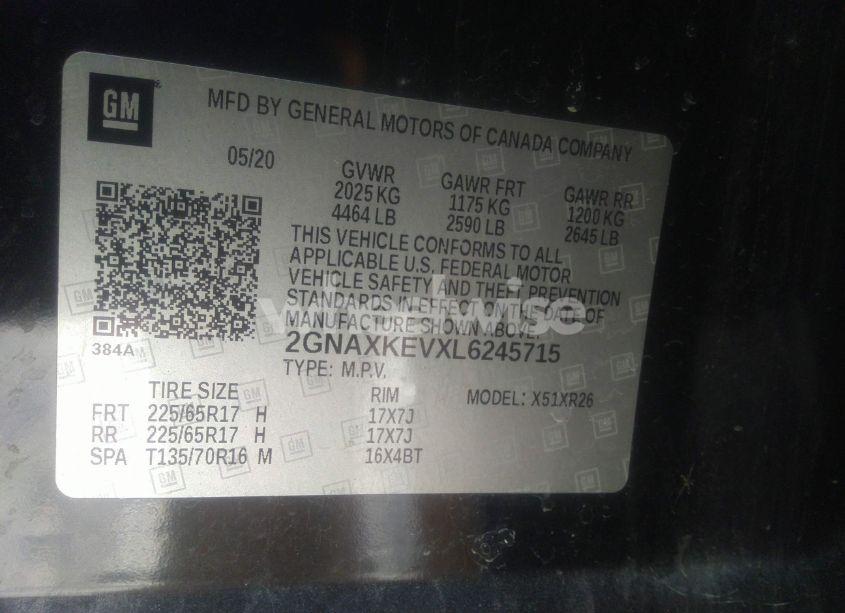 GM
MFD BY GENERAL MOTORS OF CANADA COMPANY
05/20
GVWR GAWR FRT GAWR RR
2025 KG 1175 KG 1200 KG
4464 LB 2590 LB 2645 LB
THIS VEHICLE CONFORMS TO ALL
APPLICABLE U.S. FEDERAL MOTOR
VEHICLE SAFETY AND THEFT PREVENTION
STANDARDS IN EFFECT ON THE DATE OF
MANUFACTURE SHOWN ABOVE.
384A
2GNAXKEVXL6245715
TYPE: M.P.V.
TIRE SIZE RIM MODEL: X51XR26
FRT 225/65R17 H 17X7J
RR 225/65R17 H 17X7J
SPA T135/70R16 M 16X4BT